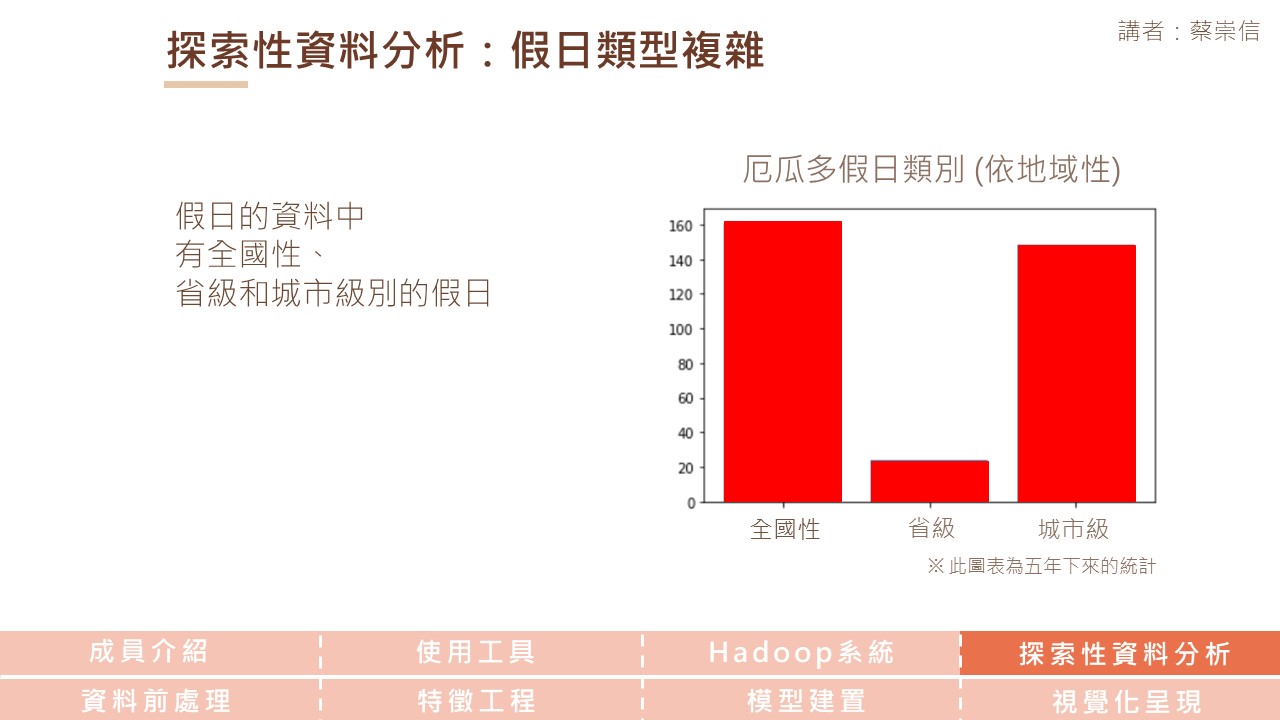 探索性資料分析：假日類型複雜
講者：蔡崇信
假日的資料中
有全國性、
省級和城市級別的假日
厄瓜多假日類別 (依地域性)
160
140
120
100
80
60
40
20
0
全國性
省級
城市級
※ 此圖表為五年下來的統計
成員介紹
使用工具
Hadoop系統
探索性資料分析
資料前處理
特徵工程
模型建置
視覺化呈現